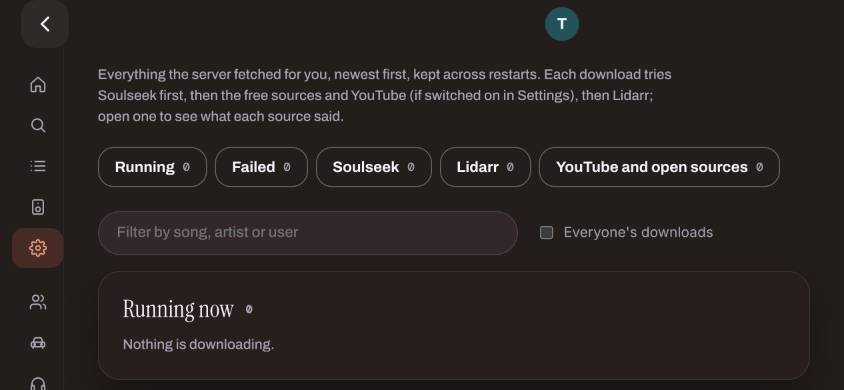 T
Everything the server fetched for you, newest first, kept across restarts. Each download tries
Soulseek first, then the free sources and YouTube (if switched on in Settings), then Lidarr;
open one to see what each source said.
Running 0 Failed 0 Soulseek 0 Lidarr 0 YouTube and open sources 0
Filter by song, artist or user Everyone's downloads
Running now 0
Nothing is downloading.